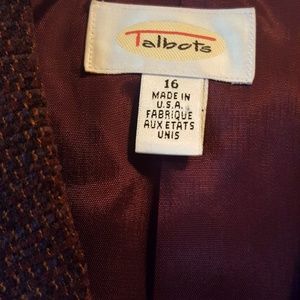 Talbots
16
MADE IN
U.S.A.
FABRIQUE
AUX ETATS
UNIS